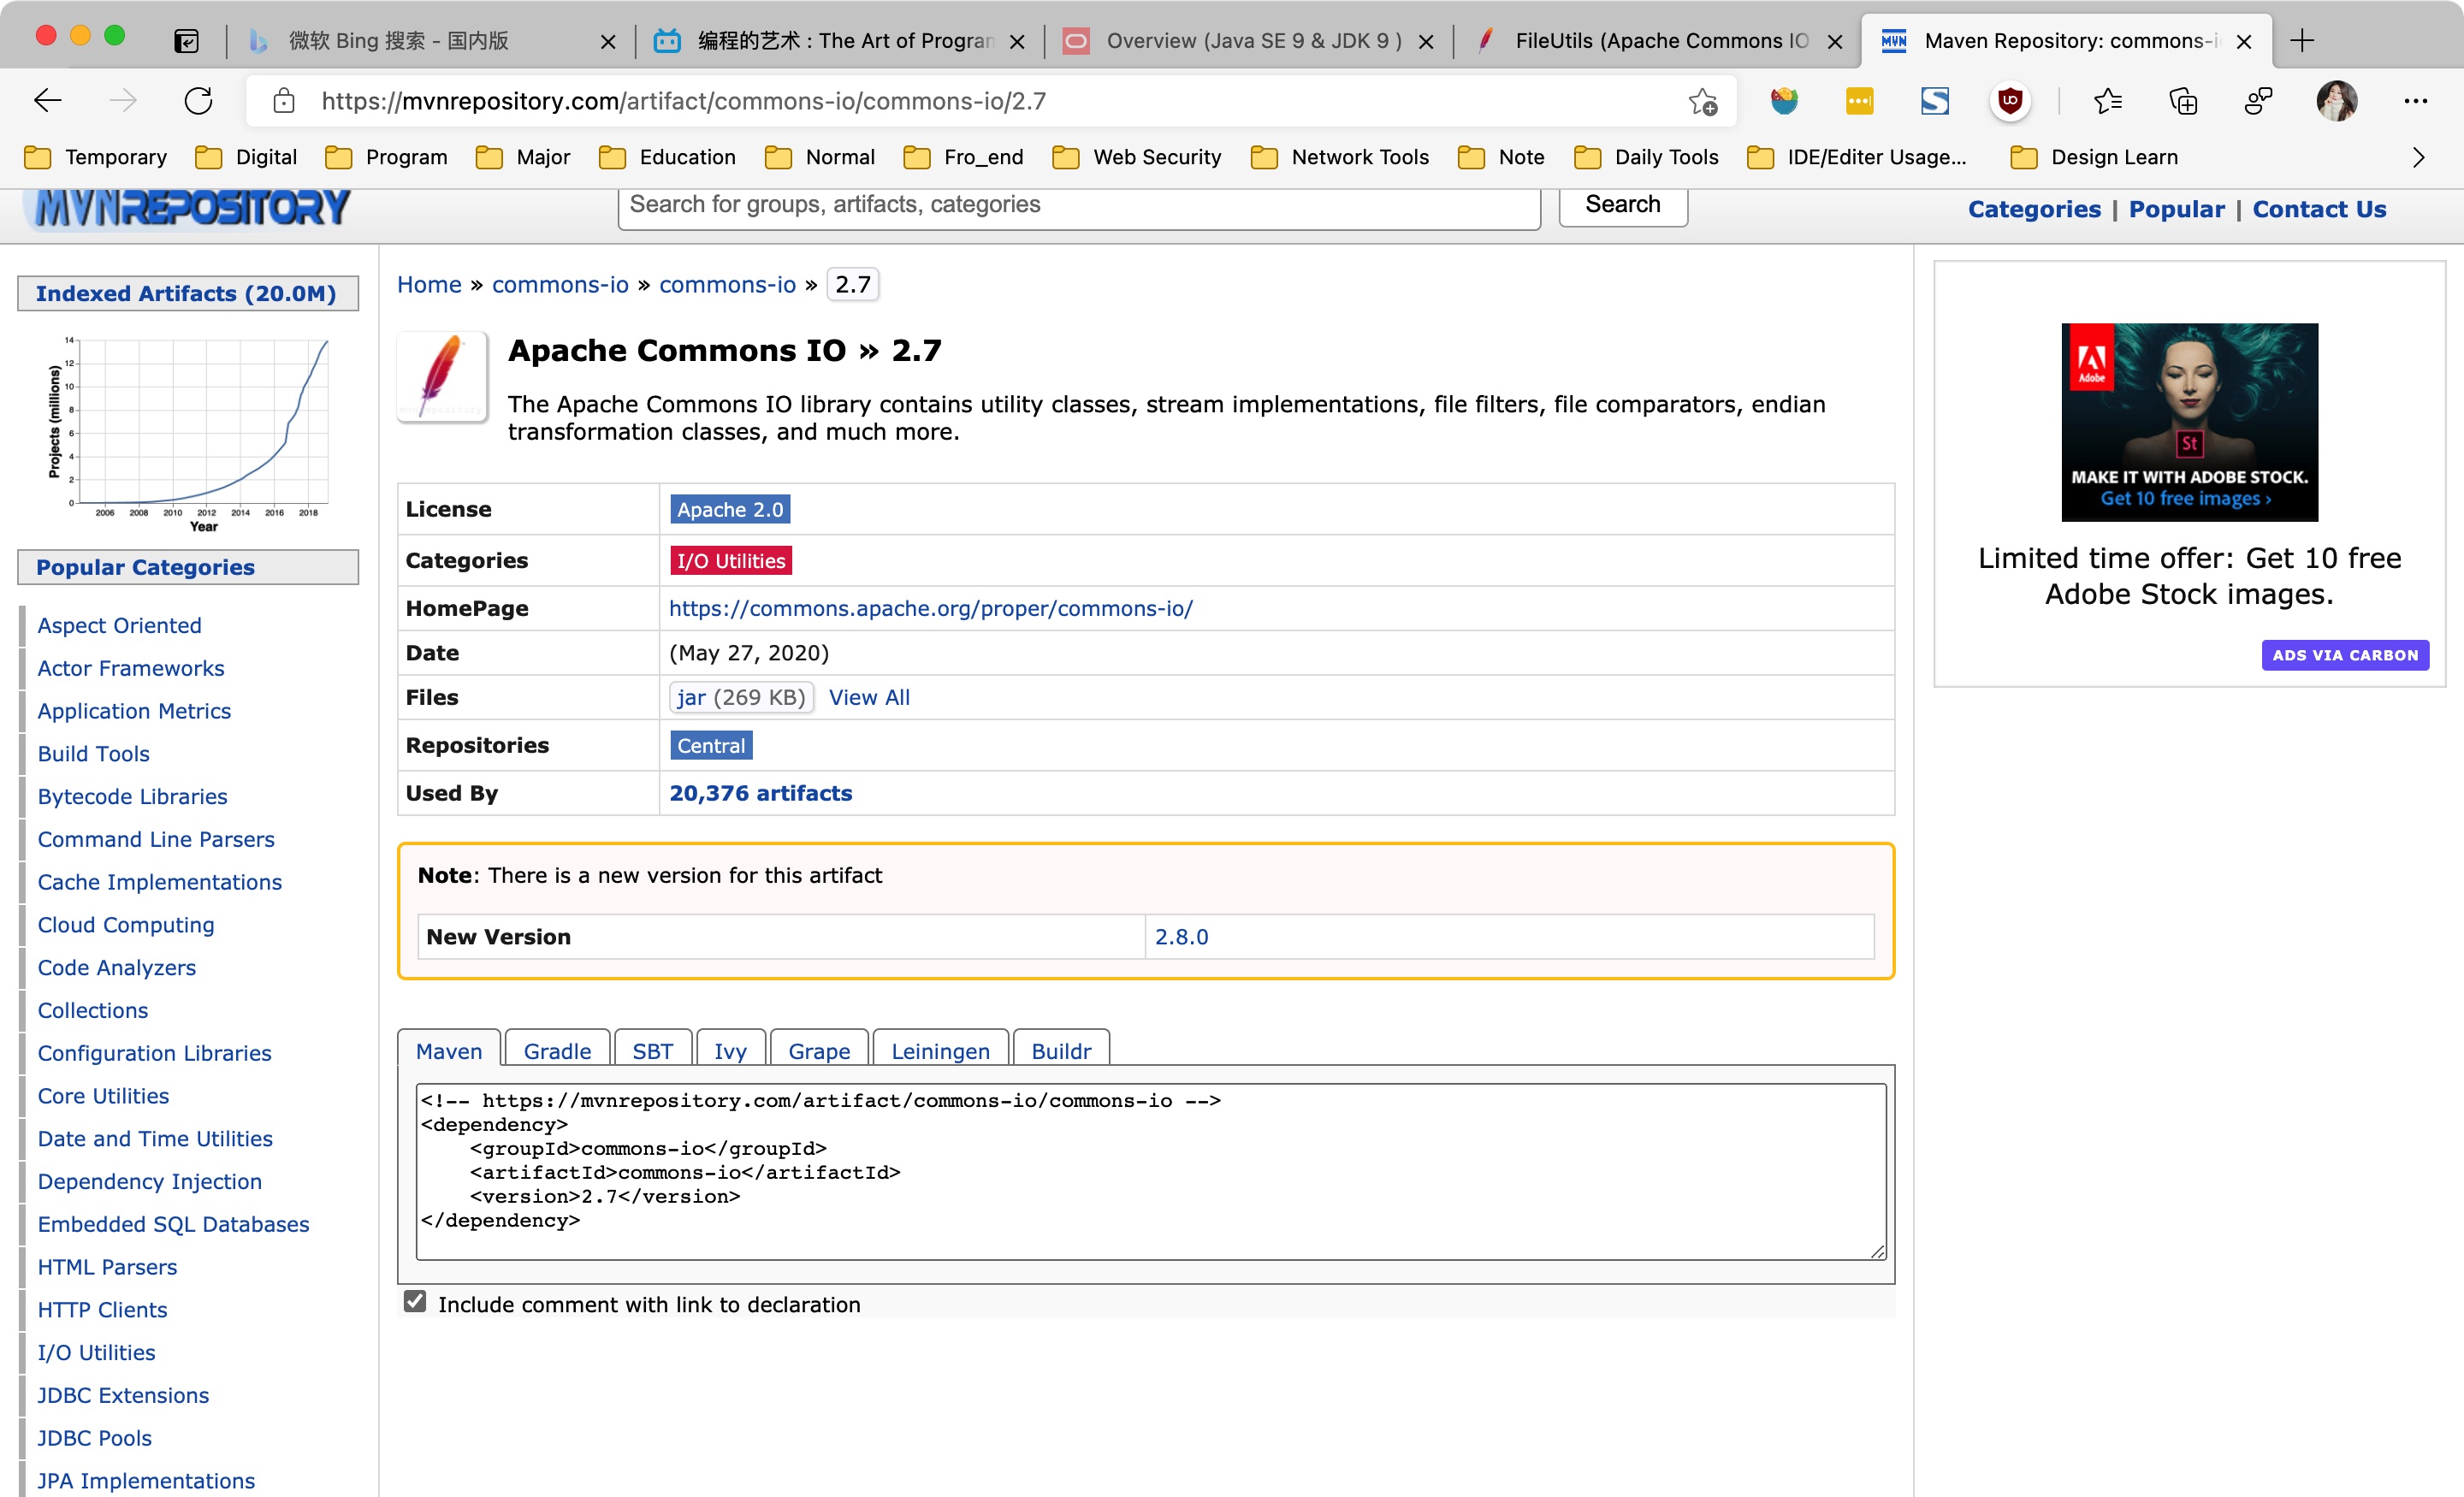 微软 Bing 搜索 - 国内版
编程的艺术 : The Art of Progran
Overview (Java SE 9 & JDK 9 )
FileUtils (Apache Commons IO
MVN Maven Repository: commons-i
https://mvnrepository.com/artifact/commons-io/commons-io/2.7
Temporary
Digital
Program
Major
Education
Normal
Fro_end
Web Security
Network Tools
Note
Daily Tools
IDE/Editer Usage...
Design Learn
MVNREPOSITORY
Search for groups, artifacts, categories
Search
Categories | Popular | Contact Us
Indexed Artifacts (20.0M)
Projects (millions)
14
12
10
8
6
4
2
0
2006 2008 2010 2012 2014 2016 2018
Year
Popular Categories
Aspect Oriented
Actor Frameworks
Application Metrics
Build Tools
Bytecode Libraries
Command Line Parsers
Cache Implementations
Cloud Computing
Code Analyzers
Collections
Configuration Libraries
Core Utilities
Date and Time Utilities
Dependency Injection
Embedded SQL Databases
HTML Parsers
HTTP Clients
I/O Utilities
JDBC Extensions
JDBC Pools
JPA Implementations
Home » commons-io » commons-io » 2.7
Apache Commons IO » 2.7
The Apache Commons IO library contains utility classes, stream implementations, file filters, file comparators, endian
transformation classes, and much more.
License Apache 2.0
Categories I/O Utilities
HomePage https://commons.apache.org/proper/commons-io/
Date (May 27, 2020)
Files jar (269 KB) View All
Repositories Central
Used By 20,376 artifacts
Note: There is a new version for this artifact
New Version 2.8.0
Maven Gradle SBT Ivy Grape Leiningen Buildr
<!-- https://mvnrepository.com/artifact/commons-io/commons-io -->
<dependency>
    <groupId>commons-io</groupId>
    <artifactId>commons-io</artifactId>
    <version>2.7</version>
</dependency>
Include comment with link to declaration
Adobe
St
MAKE IT WITH ADOBE STOCK.
Get 10 free images ›
Limited time offer: Get 10 free
Adobe Stock images.
ADS VIA CARBON